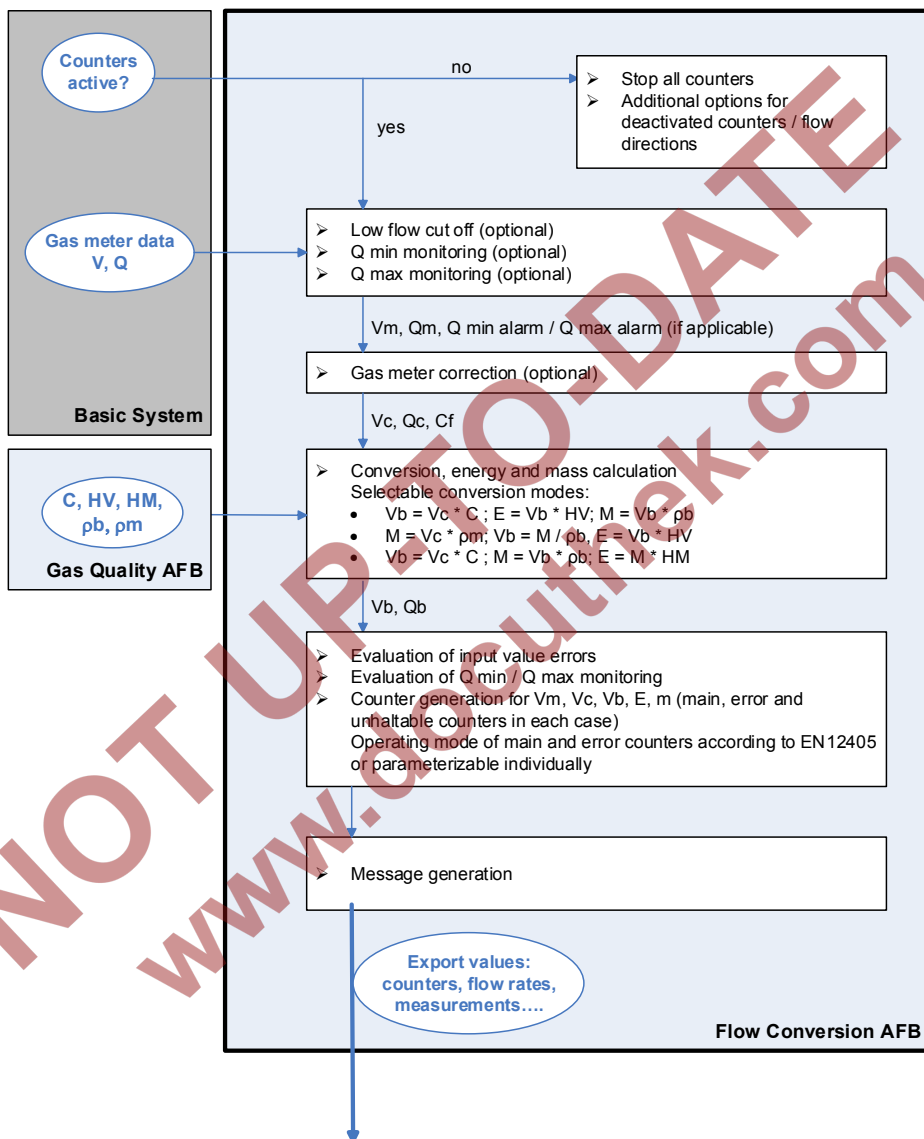 Counters
active?
no
yes
Stop all counters
Additional options for
deactivated counters / flow
directions
Gas meter data
V, Q
Low flow cut off (optional)
Q min monitoring (optional)
Q max monitoring (optional)
Vm, Qm, Q min alarm / Q max alarm (if applicable)
Gas meter correction (optional)
Basic System
Vc, Qc, Cf
C, HV, HM,
ρb, ρm
Gas Quality AFB
Conversion, energy and mass calculation
Selectable conversion modes:
• Vb = Vc * C ; E = Vb * HV; M = Vb * ρb
• M = Vc * ρm; Vb = M / ρb, E = Vb * HV
• Vb = Vc * C ; M = Vb * ρb; E = M * HM
Vb, Qb
Evaluation of input value errors
Evaluation of Q min / Q max monitoring
Counter generation for Vm, Vc, Vb, E, m (main, error and
unhaltable counters in each case)
Operating mode of main and error counters according to EN12405
or parameterizable individually
Message generation
Export values:
counters, flow rates,
measurements....
Flow Conversion AFB
NOT UP-TO-DATE
www.docuthek.com